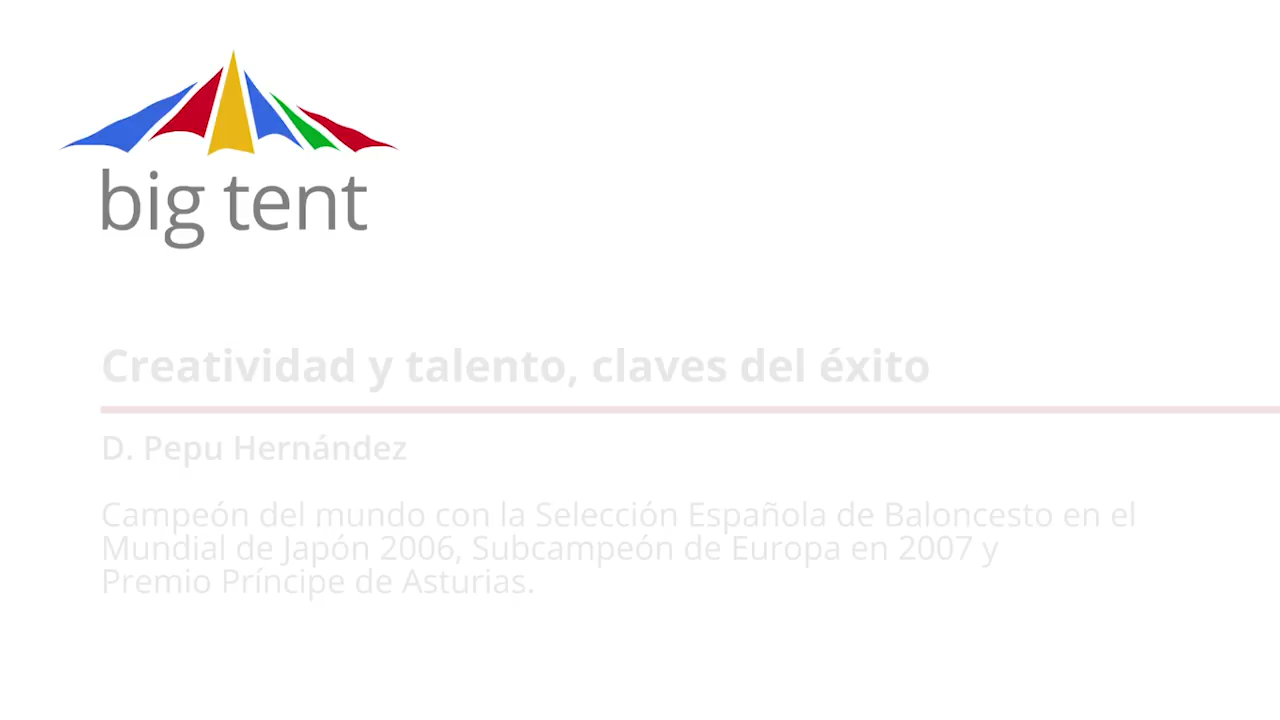 big tent
Creatividad y talento, claves del éxito
D. Pepu Hernández
Campeón del mundo con la Selección Española de Baloncesto en el
Mundial de Japón 2006, Subcampeón de Europa en 2007 y
Premio Príncipe de Asturias.